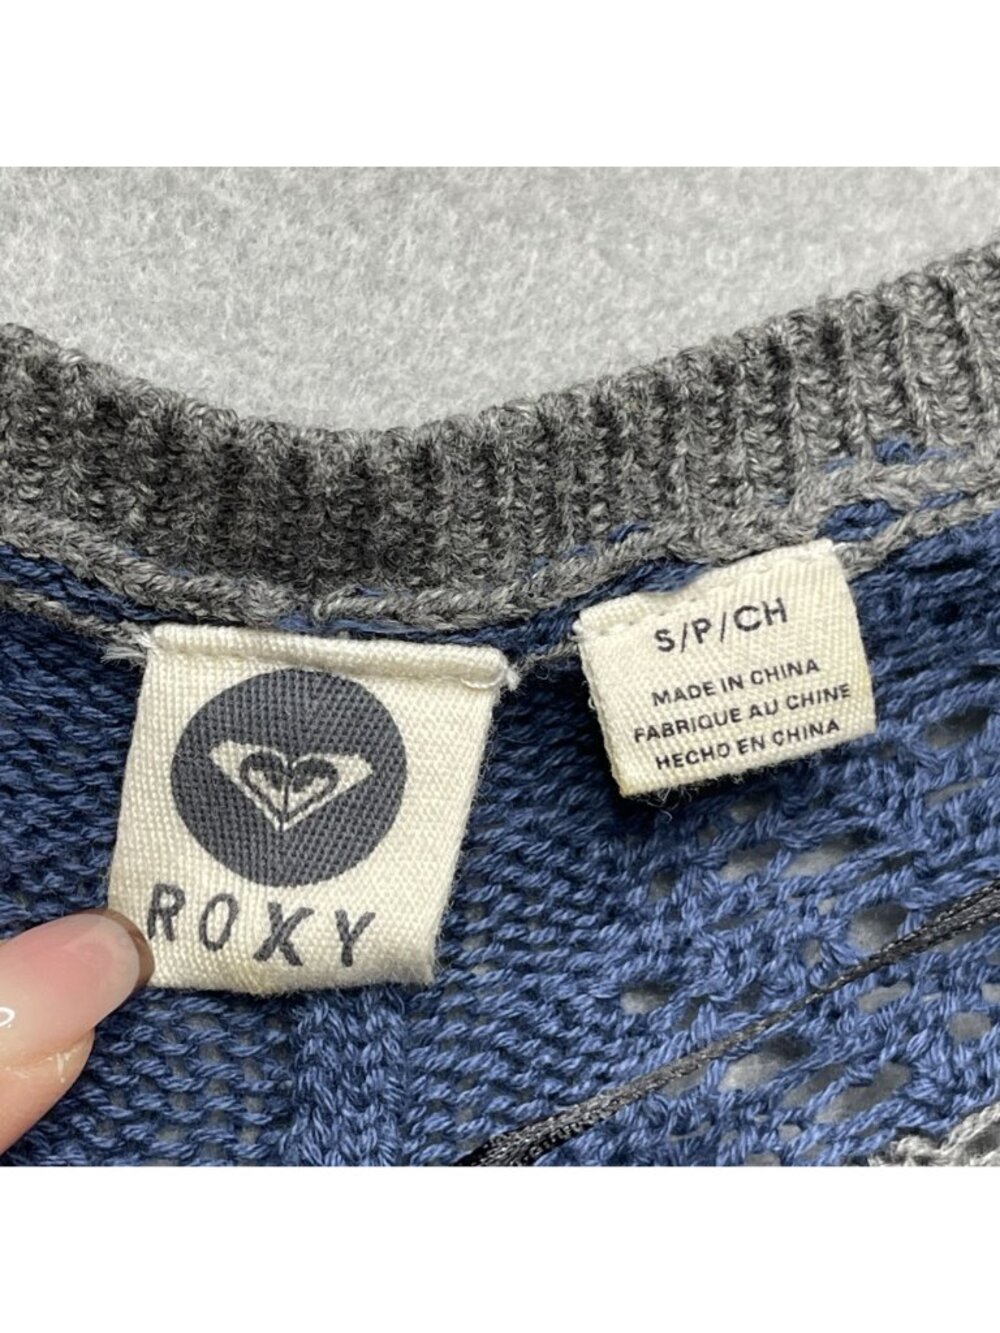 ROXY
S/P/CH
MADE IN CHINA
FABRIQUE AU CHINE
HECHO EN CHINA